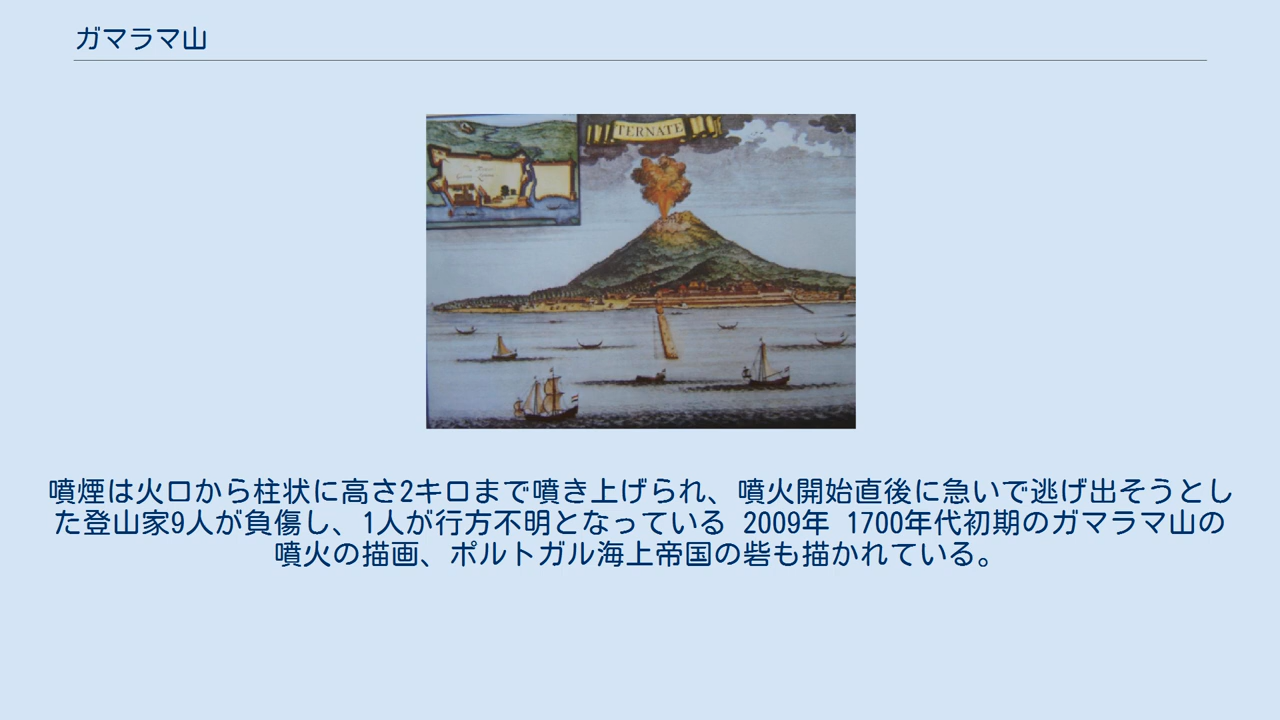 ガマラマ山
TERNATE
噴煙は火口から柱状に高さ2キロまで噴き上げられ、噴火開始直後に急いで逃げ出そうとし
た登山家9人が負傷し、1人が行方不明となっている 2009年 1700年代初期のガマラマ山の
噴火の描画、ポルトガル海上帝国の砦も描かれている。